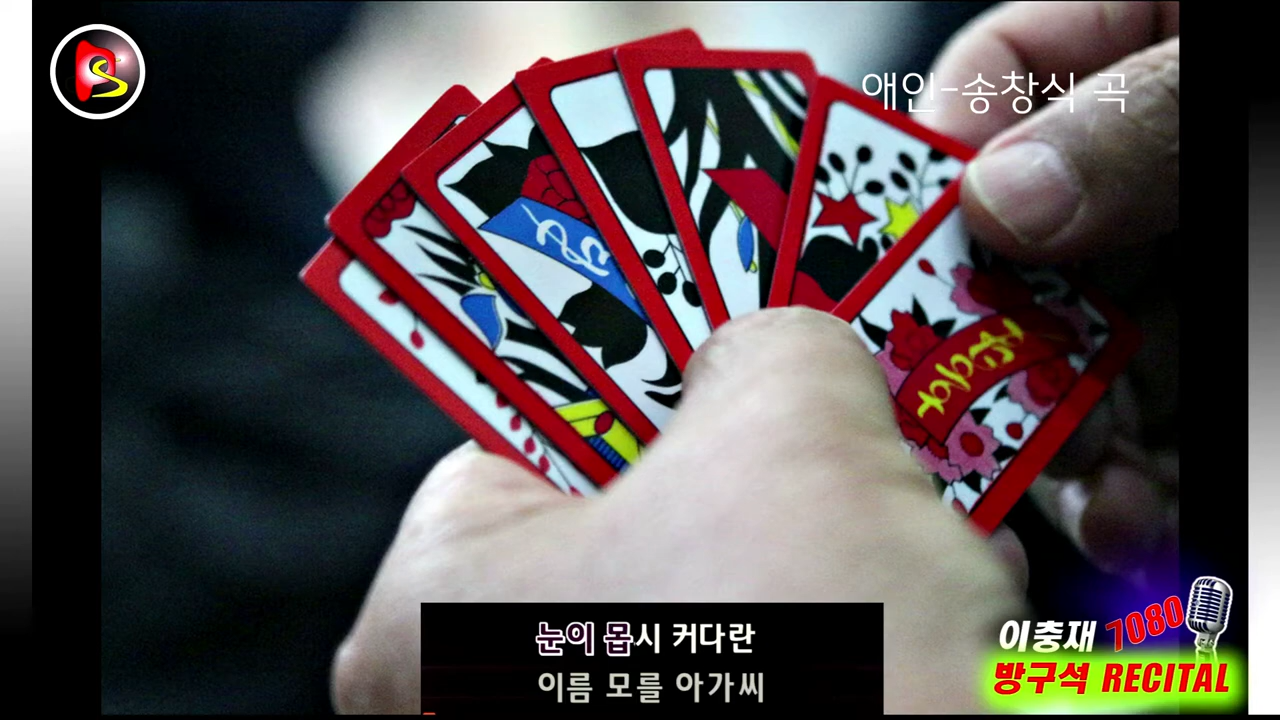 애인-송창식 곡
눈이 몹시 커다란
이름 모를 아가씨
이충재 7080
방구석 RECITAL